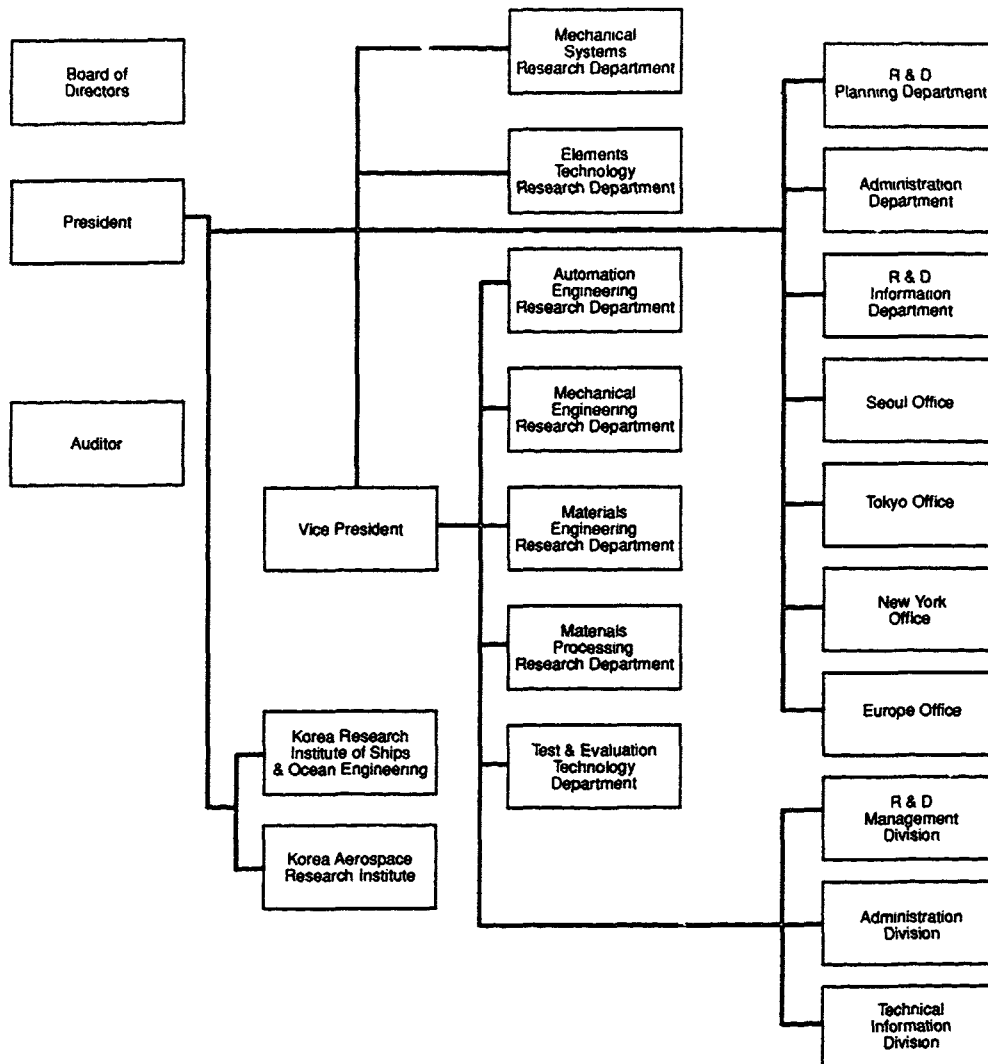 Board of
Directors
President
Auditor
Vice President
Korea Research
Institute of Ships
& Ocean Engineering
Korea Aerospace
Research Institute
Mechanical
Systems
Research Department
Elements
Technology
Research Department
Automation
Engineering
Research Department
Mechanical
Engineering
Research Department
Materials
Engineering
Research Department
Materials
Processing
Research Department
Test & Evaluation
Technology
Department
R & D
Planning Department
Administration
Department
R & D
Information
Department
Seoul Office
Tokyo Office
New York
Office
Europe Office
R & D
Management
Division
Administration
Division
Technical
Information
Division